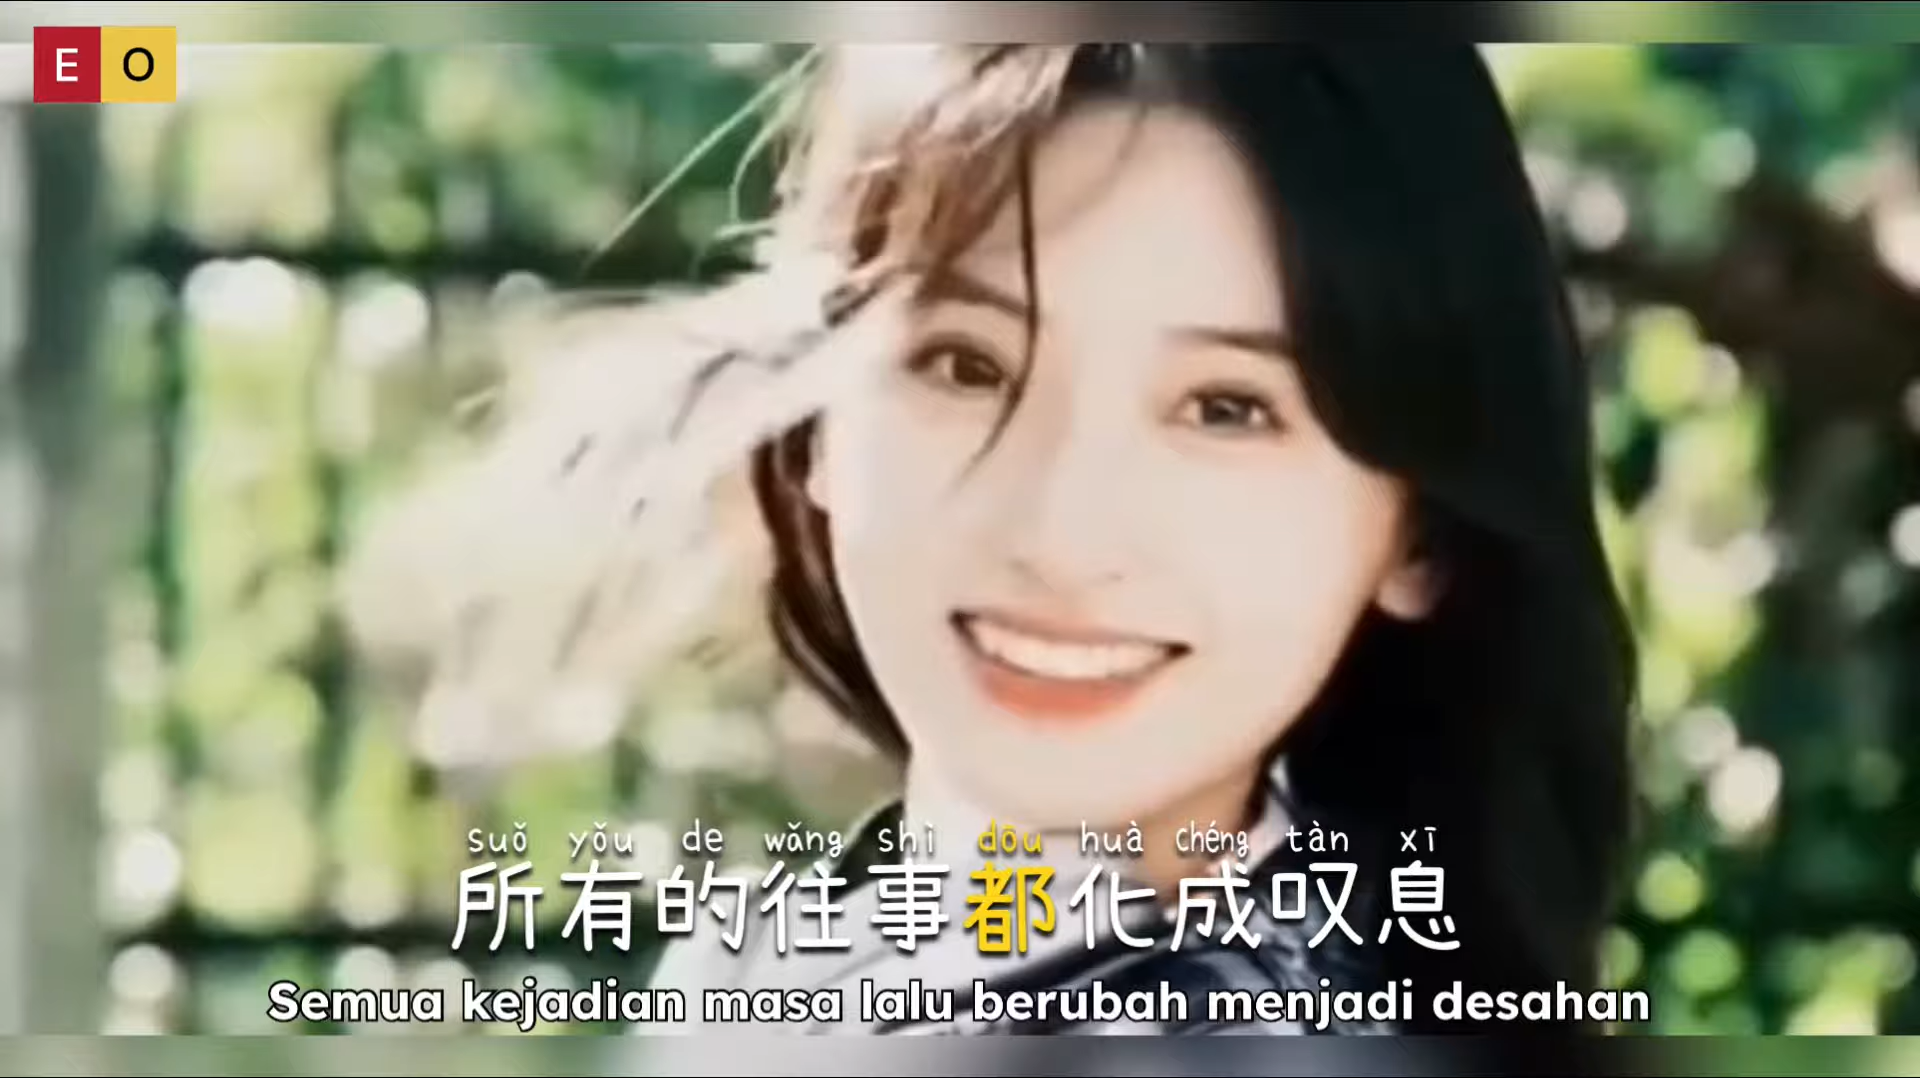 E O
suǒ yǒu de wǎng shì dōu huà chéng tàn xī
所有的往事都化成叹息
Semua kejadian masa lalu berubah menjadi desahan